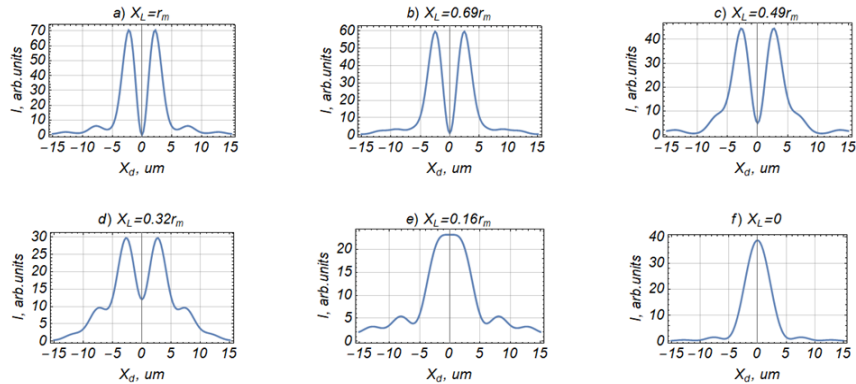 a) X_L=r_m
I, arb.units
70
60
50
40
30
20
10
0
−15 −10 −5 0 5 10 15
X_d, um
b) X_L=0.69r_m
I, arb.units
60
50
40
30
20
10
0
−15 −10 −5 0 5 10 15
X_d, um
c) X_L=0.49r_m
I, arb.units
40
30
20
10
0
−15 −10 −5 0 5 10 15
X_d, um
d) X_L=0.32r_m
I, arb.units
30
25
20
15
10
5
0
−15 −10 −5 0 5 10 15
X_d, um
e) X_L=0.16r_m
I, arb.units
20
15
10
5
0
−15 −10 −5 0 5 10 15
X_d, um
f) X_L=0
I, arb.units
40
30
20
10
0
−15 −10 −5 0 5 10 15
X_d, um